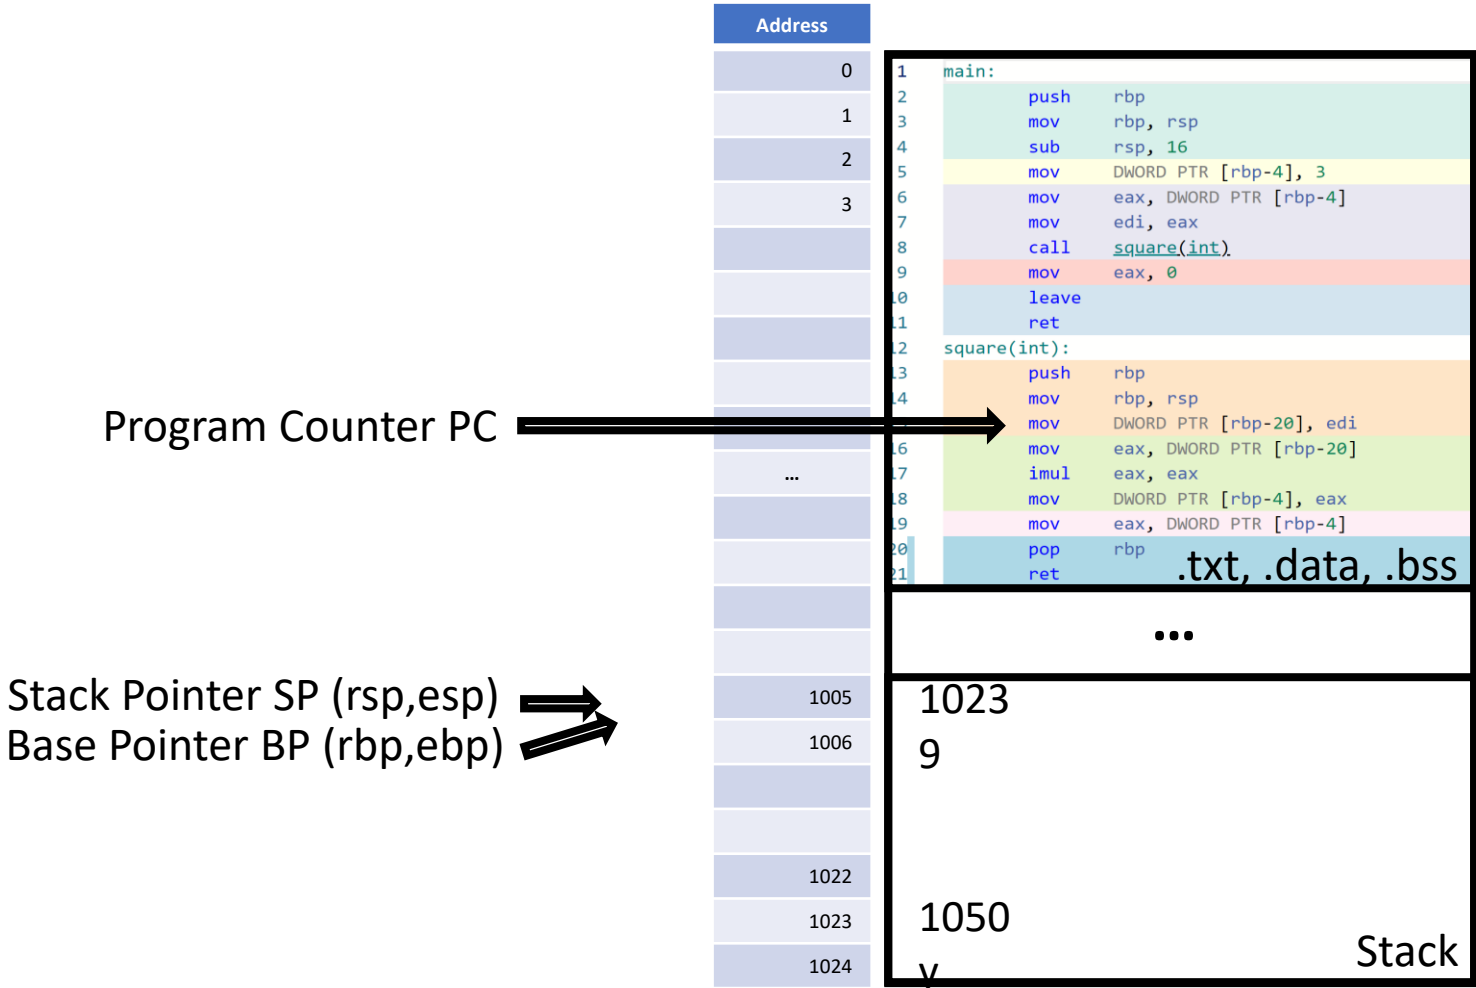 Address
0
1
2
3
...
1005
1006
1022
1023
1024
1 main:
2 push rbp
3 mov rbp, rsp
4 sub rsp, 16
5 mov DWORD PTR [rbp-4], 3
6 mov eax, DWORD PTR [rbp-4]
7 mov edi, eax
8 call square(int)
9 mov eax, 0
10 leave
11 ret
12 square(int):
13 push rbp
14 mov rbp, rsp
mov DWORD PTR [rbp-20], edi
16 mov eax, DWORD PTR [rbp-20]
17 imul eax, eax
18 mov DWORD PTR [rbp-4], eax
19 mov eax, DWORD PTR [rbp-4]
20 pop rbp
21 ret
.txt, .data, .bss
...
1023
9
1050
y
Stack
Program Counter PC
Stack Pointer SP (rsp,esp)
Base Pointer BP (rbp,ebp)